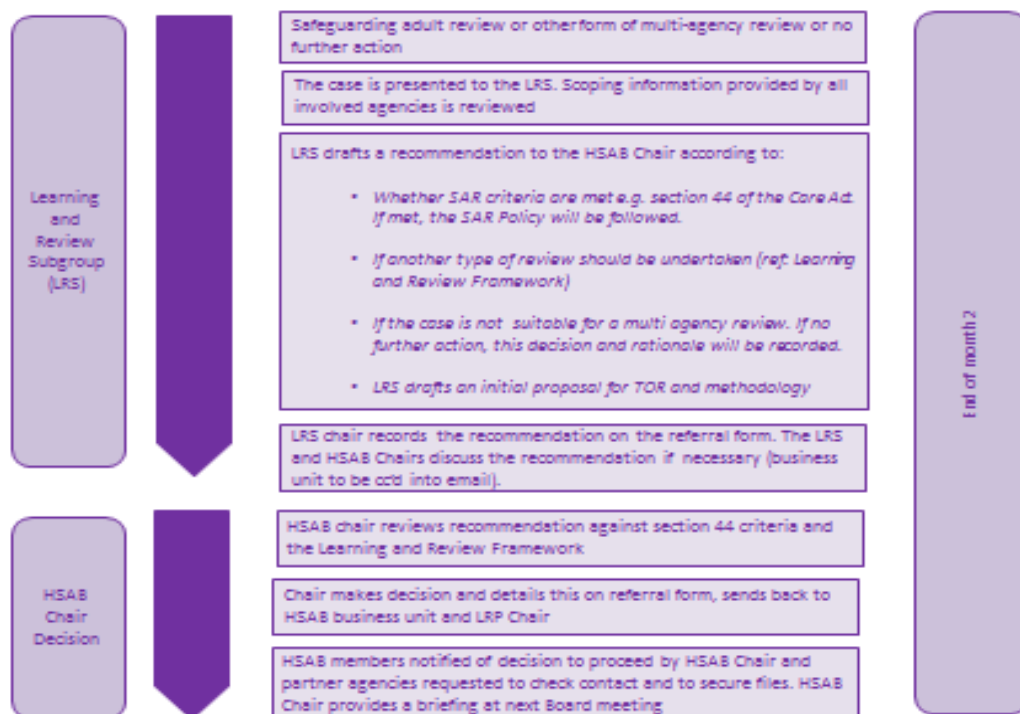 Learning
and
Review
Subgroup
(LRS)
Safeguarding adult review or other form of multi-agency review or no
further action
The case is presented to the LRS. Scoping information provided by all
involved agencies is reviewed
LRS drafts a recommendation to the HSAB Chair according to:
• Whether SAR criteria are met e.g. section 44 of the Care Act.
If met, the SAR Policy will be followed.
• If another type of review should be undertaken (ref: Learning
and Review Framework)
• If the case is not suitable for a multi agency review. If no
further action, this decision and rationale will be recorded.
• LRS drafts an initial proposal for TOR and methodology
LRS chair records the recommendation on the referral form. The LRS
and HSAB Chairs discuss the recommendation if necessary (business
unit to be cc'd into email).
HSAB
Chair
Decision
HSAB chair reviews recommendation against section 44 criteria and
the Learning and Review Framework
Chair makes decision and details this on referral form, sends back to
HSAB business unit and LRP Chair
HSAB members notified of decision to proceed by HSAB Chair and
partner agencies requested to check contact and to secure files. HSAB
Chair provides a briefing at next Board meeting
End of month 2